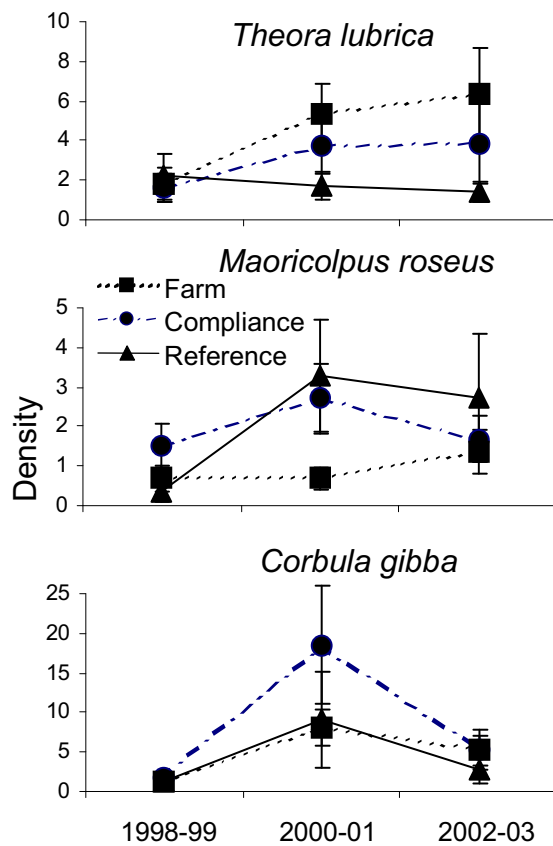 Theora lubrica
10
8
6
4
2
0
Maoricolpus roseus
Farm
Compliance
Reference
5
4
3
2
1
0
Density
Corbula gibba
25
20
15
10
5
0
1998-99 2000-01 2002-03